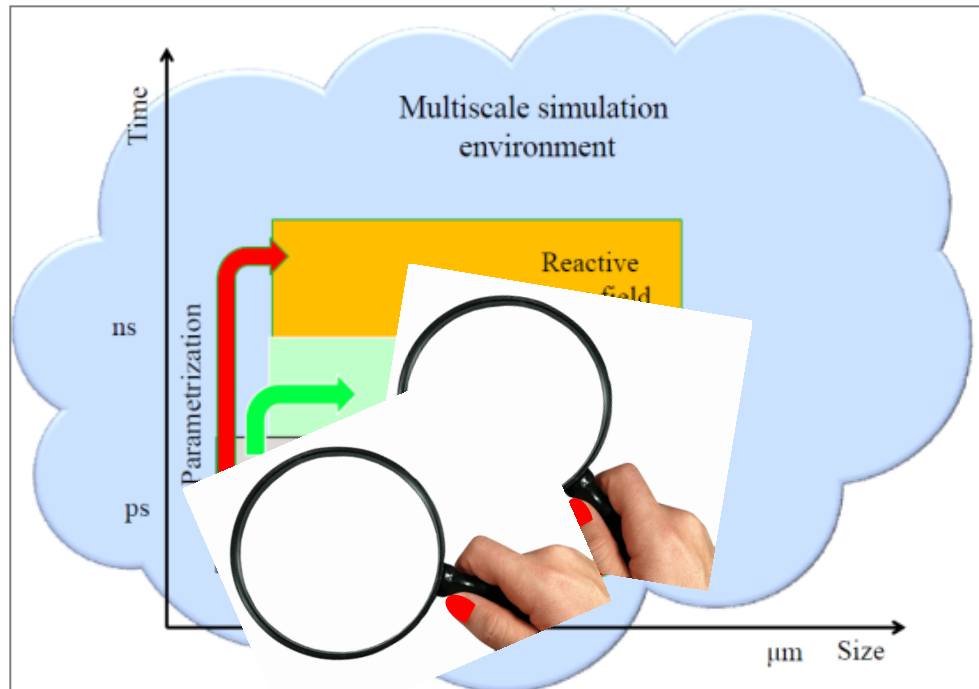 Time
Multiscale simulation
environment
Reactive
field
ns
Parametrization
ps
μm
Size